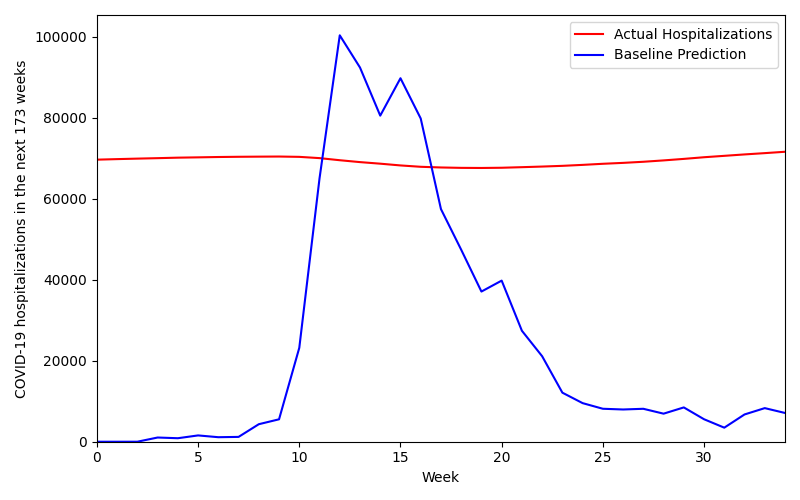 Actual Hospitalizations
Baseline Prediction
COVID-19 hospitalizations in the next 173 weeks
100000
80000
60000
40000
20000
0
0 5 10 15 20 25 30
Week